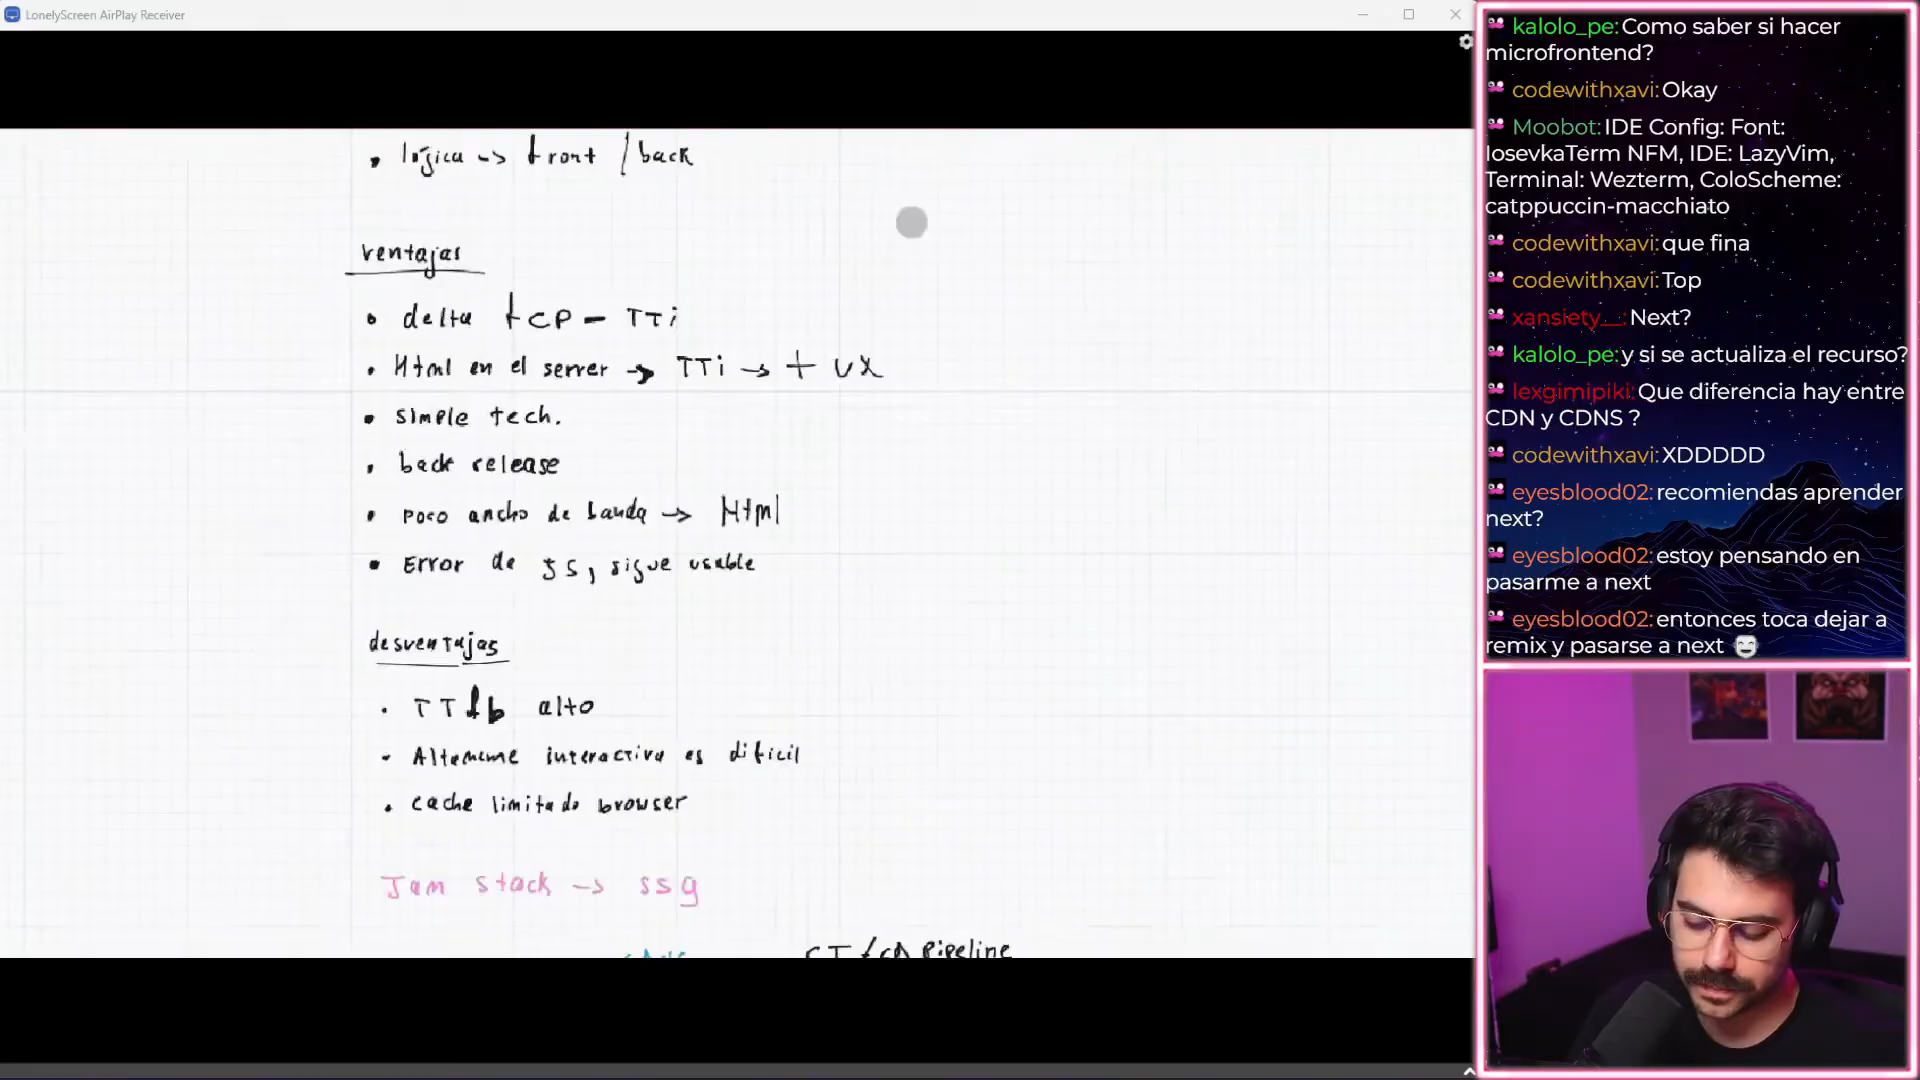 LonelyScreen AirPlay Receiver
• lógica -> front / back
ventajas
• delta fCP - TTi
• Html en el server -> TTi -> + UX
• simple tech.
• back release
• poco ancho de banda -> Html
• Error de JS, sigue usable
desventajas
• TTfb alto
• Altamente interactiva es dificil
• cache limitado browser
Jam stack -> ssg
CI/CD Pipeline
kalolo_pe:Como saber si hacer
microfrontend?
codewithxavi:Okay
Moobot:IDE Config: Font:
IosevkaTerm NFM, IDE: LazyVim,
Terminal: Wezterm, ColoScheme:
catppuccin-macchiato
codewithxavi:que fina
codewithxavi:Top
xansiety__:Next?
kalolo_pe:y si se actualiza el recurso?
lexgimipiki:Que diferencia hay entre
CDN y CDNS ?
codewithxavi:XDDDDD
eyesblood02:recomiendas aprender
next?
eyesblood02:estoy pensando en
pasarme a next
eyesblood02:entonces toca dejar a
remix y pasarse a next